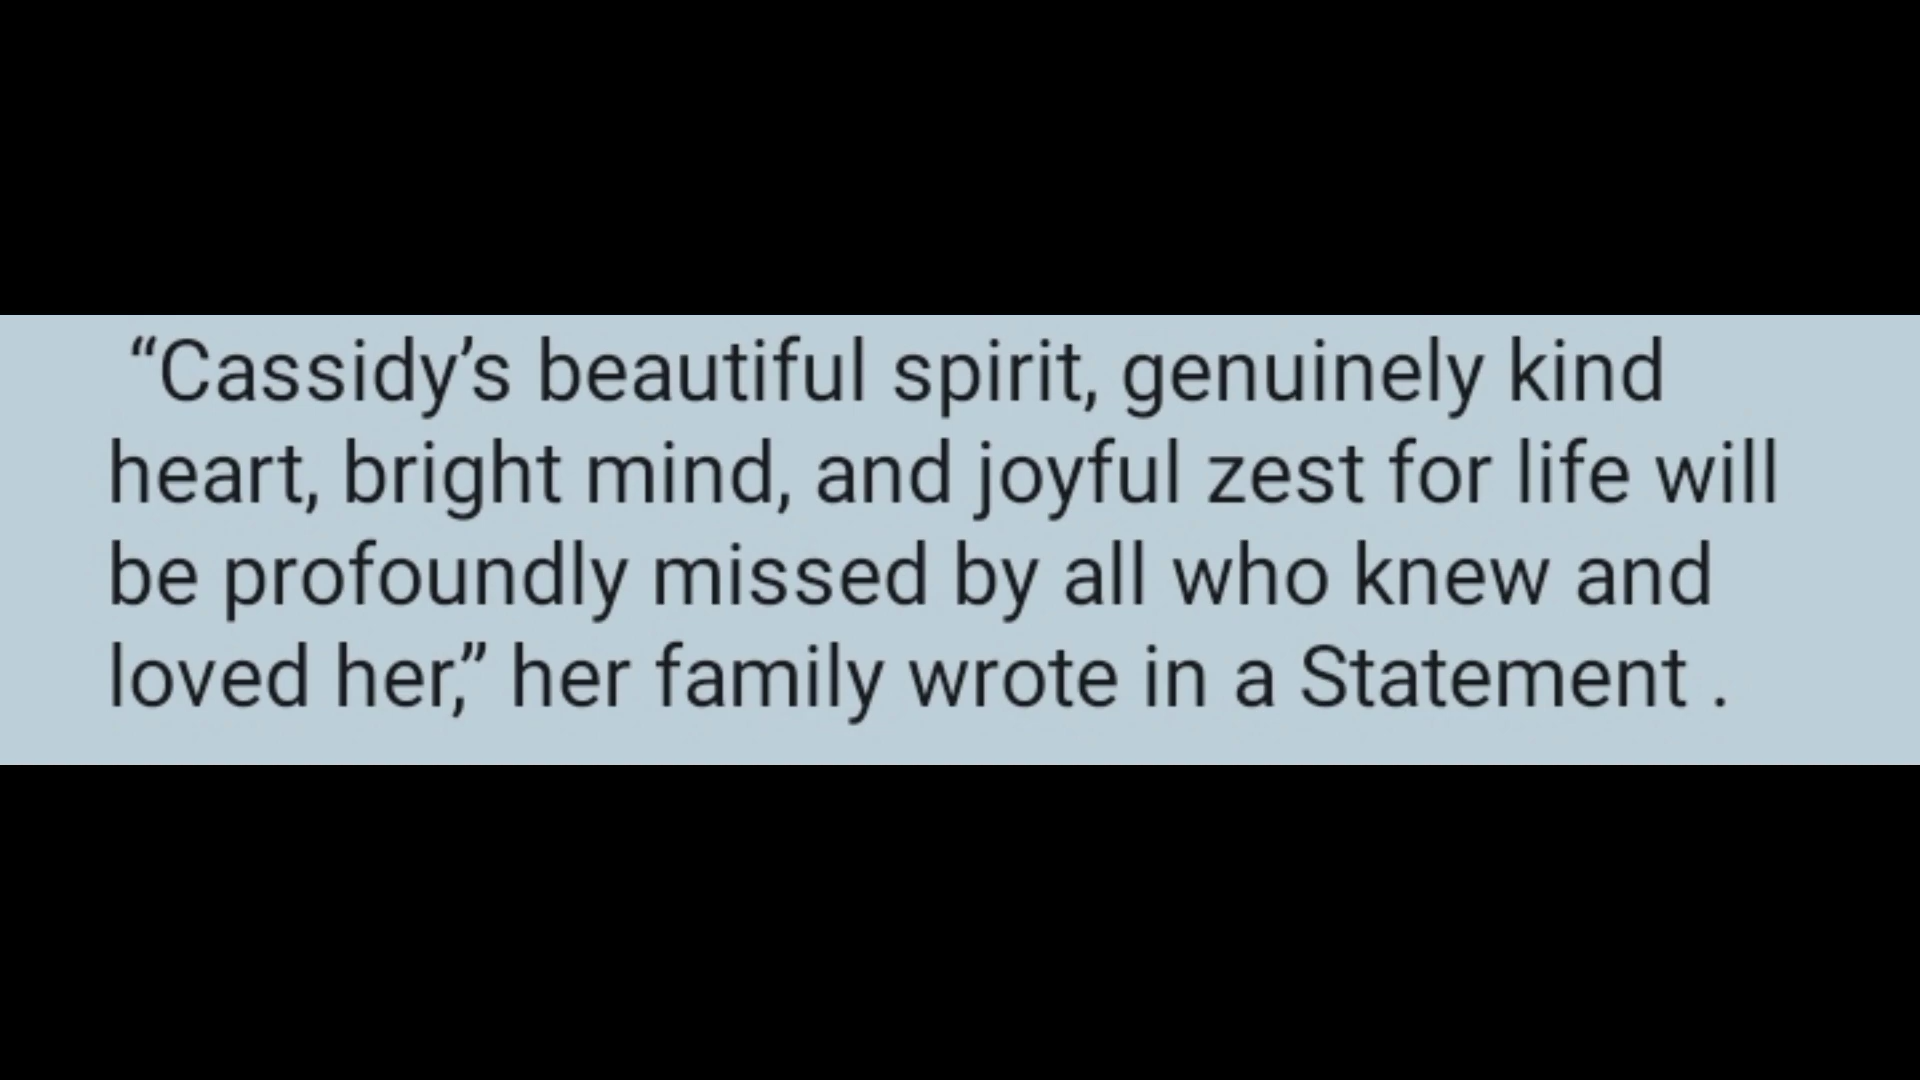 “Cassidy’s beautiful spirit, genuinely kind
heart, bright mind, and joyful zest for life will
be profoundly missed by all who knew and
loved her,” her family wrote in a Statement .